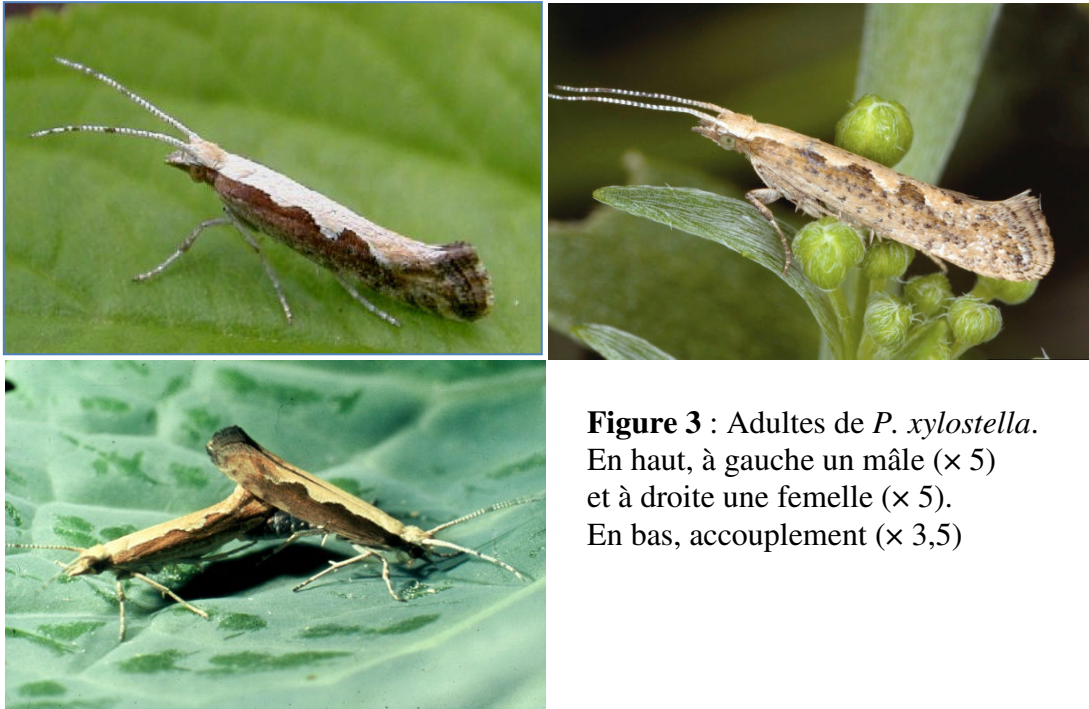 Figure 3 : Adultes de P. xylostella.
En haut, à gauche un mâle (× 5)
et à droite une femelle (× 5).
En bas, accouplement (× 3,5)